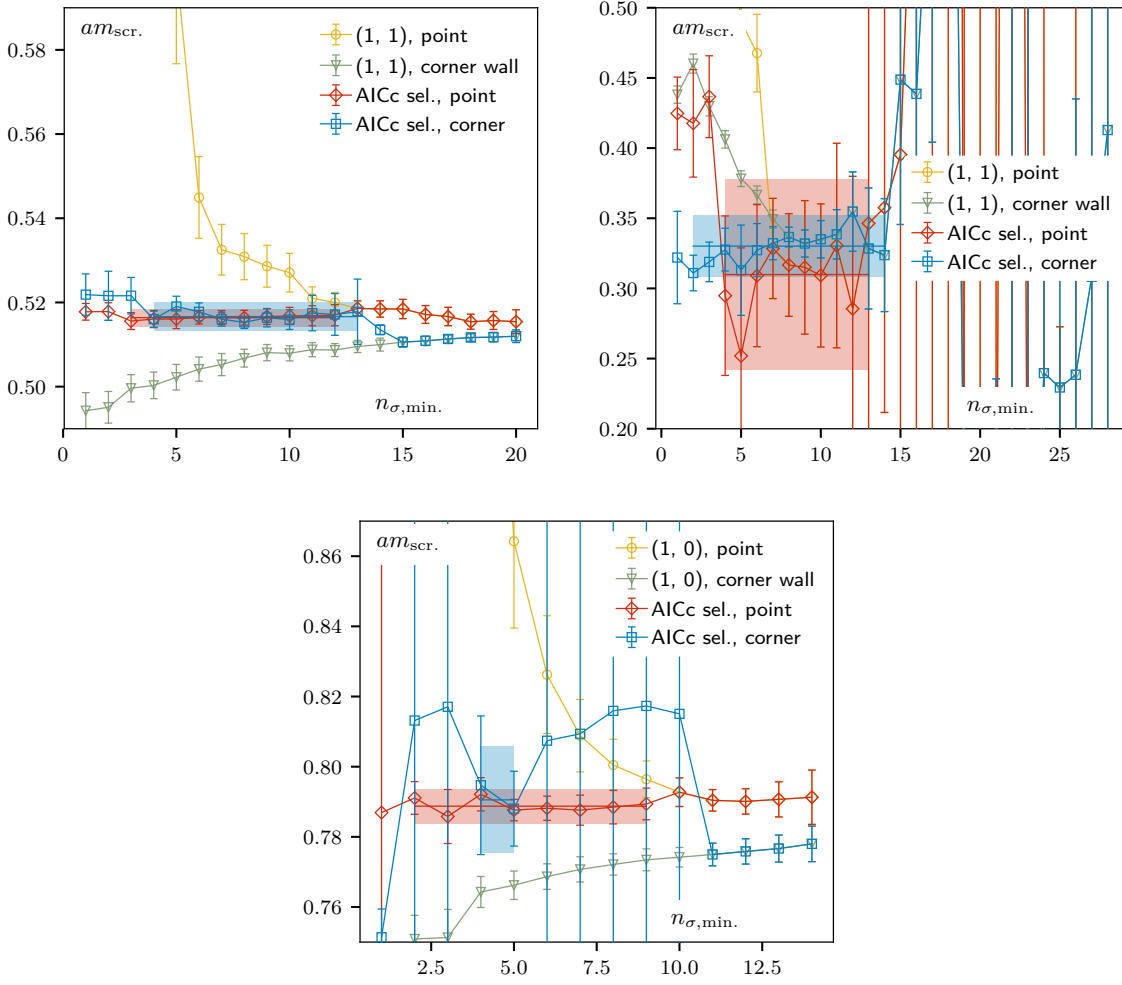 am_scr.
(1, 1), point
(1, 1), corner wall
AICc sel., point
AICc sel., corner
n_σ,min.
0.58
0.56
0.54
0.52
0.50
0 5 10 15 20
am_scr.
(1, 1), point
(1, 1), corner wall
AICc sel., point
AICc sel., corner
n_σ,min.
0.50
0.45
0.40
0.35
0.30
0.25
0.20
0 5 10 15 20 25
am_scr.
(1, 0), point
(1, 0), corner wall
AICc sel., point
AICc sel., corner
n_σ,min.
0.86
0.84
0.82
0.80
0.78
0.76
2.5 5.0 7.5 10.0 12.5